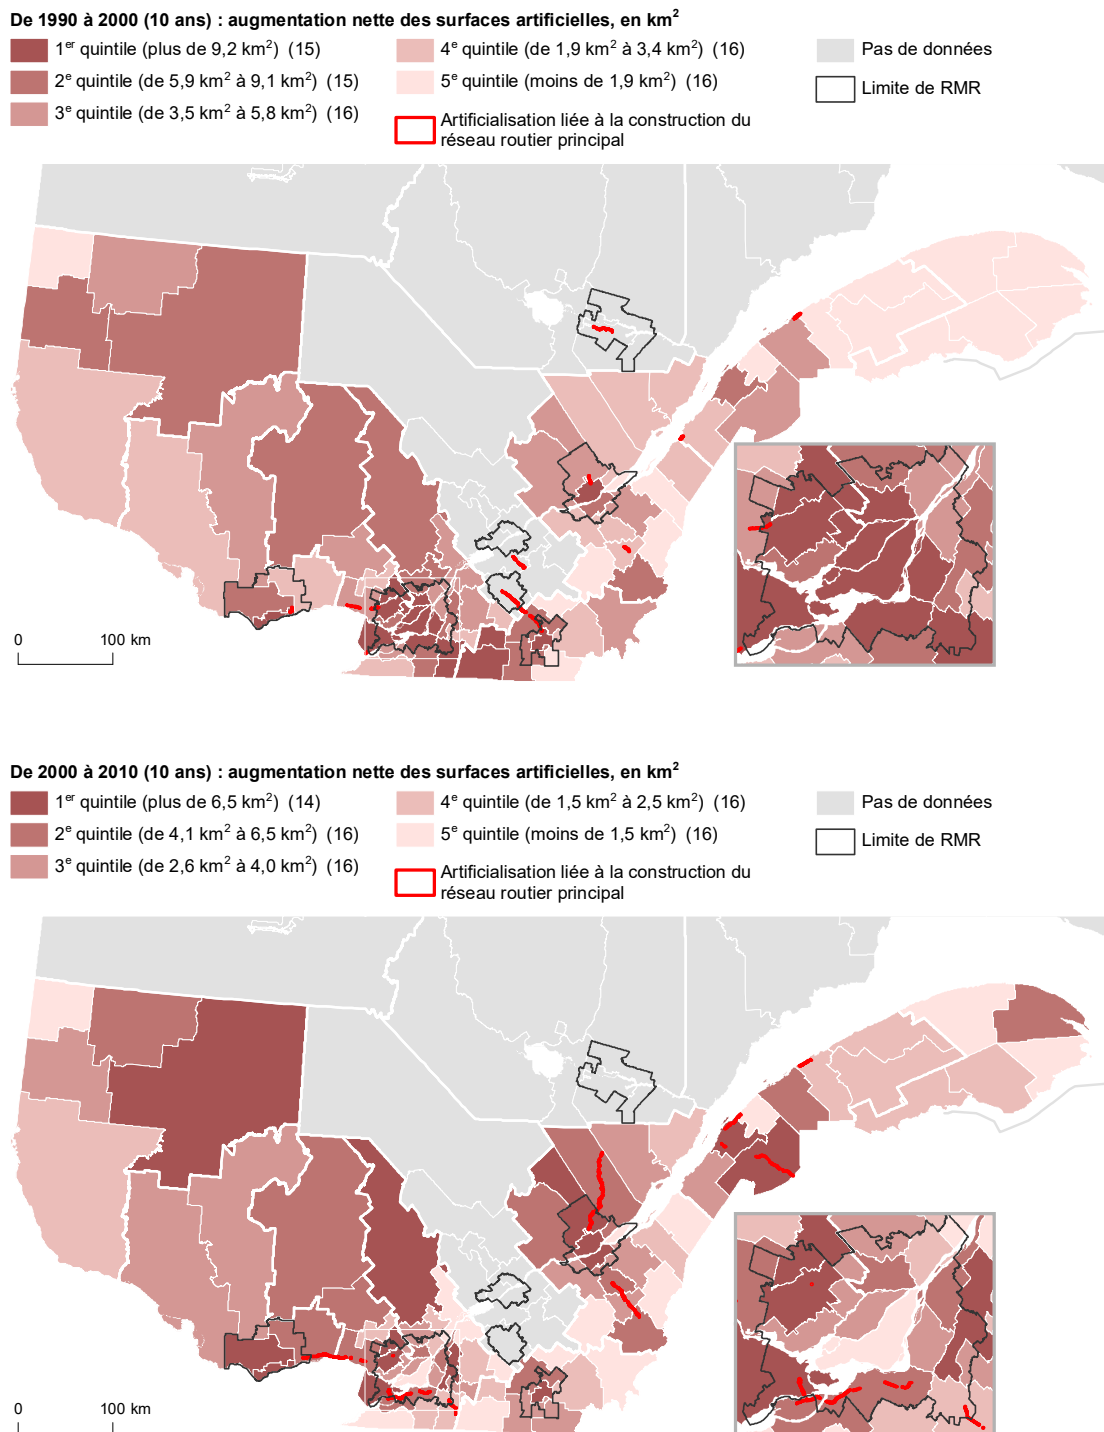 De 1990 à 2000 (10 ans) : augmentation nette des surfaces artificielles, en km²
1er quintile (plus de 9,2 km²) (15)
2e quintile (de 5,9 km² à 9,1 km²) (15)
3e quintile (de 3,5 km² à 5,8 km²) (16)
4e quintile (de 1,9 km² à 3,4 km²) (16)
5e quintile (moins de 1,9 km²) (16)
Artificialisation liée à la construction du
réseau routier principal
Pas de données
Limite de RMR
0 100 km
De 2000 à 2010 (10 ans) : augmentation nette des surfaces artificielles, en km²
1er quintile (plus de 6,5 km²) (14)
2e quintile (de 4,1 km² à 6,5 km²) (16)
3e quintile (de 2,6 km² à 4,0 km²) (16)
4e quintile (de 1,5 km² à 2,5 km²) (16)
5e quintile (moins de 1,5 km²) (16)
Artificialisation liée à la construction du
réseau routier principal
Pas de données
Limite de RMR
0 100 km